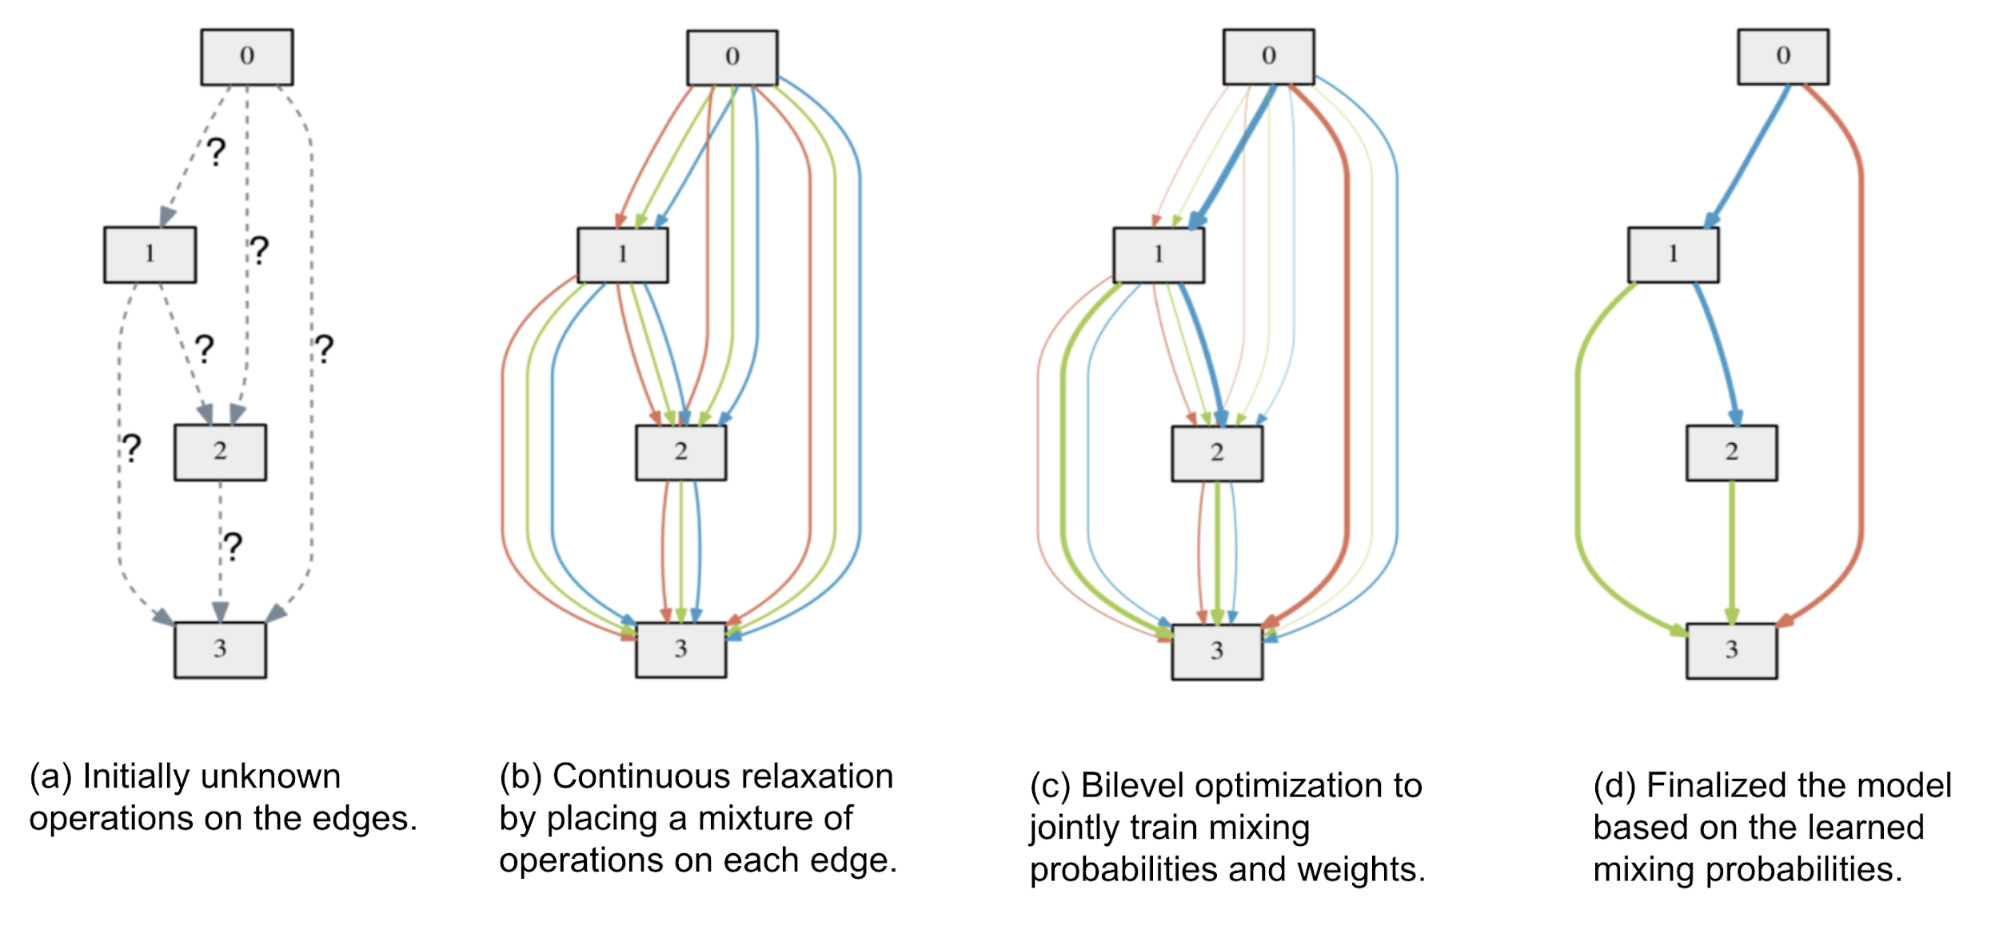 0
?
?
1
?
?
?
2
?
3
(a) Initially unknown
operations on the edges.
0
1
2
3
(b) Continuous relaxation
by placing a mixture of
operations on each edge.
0
1
2
3
(c) Bilevel optimization to
jointly train mixing
probabilities and weights.
0
1
2
3
(d) Finalized the model
based on the learned
mixing probabilities.